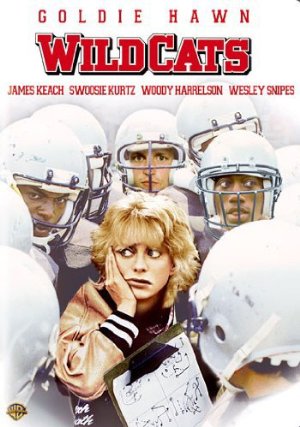 GOLDIE HAWN
WILDCATS
JAMES KEACH SWOOSIE KURTZ WOODY HARRELSON WESLEY SNIPES